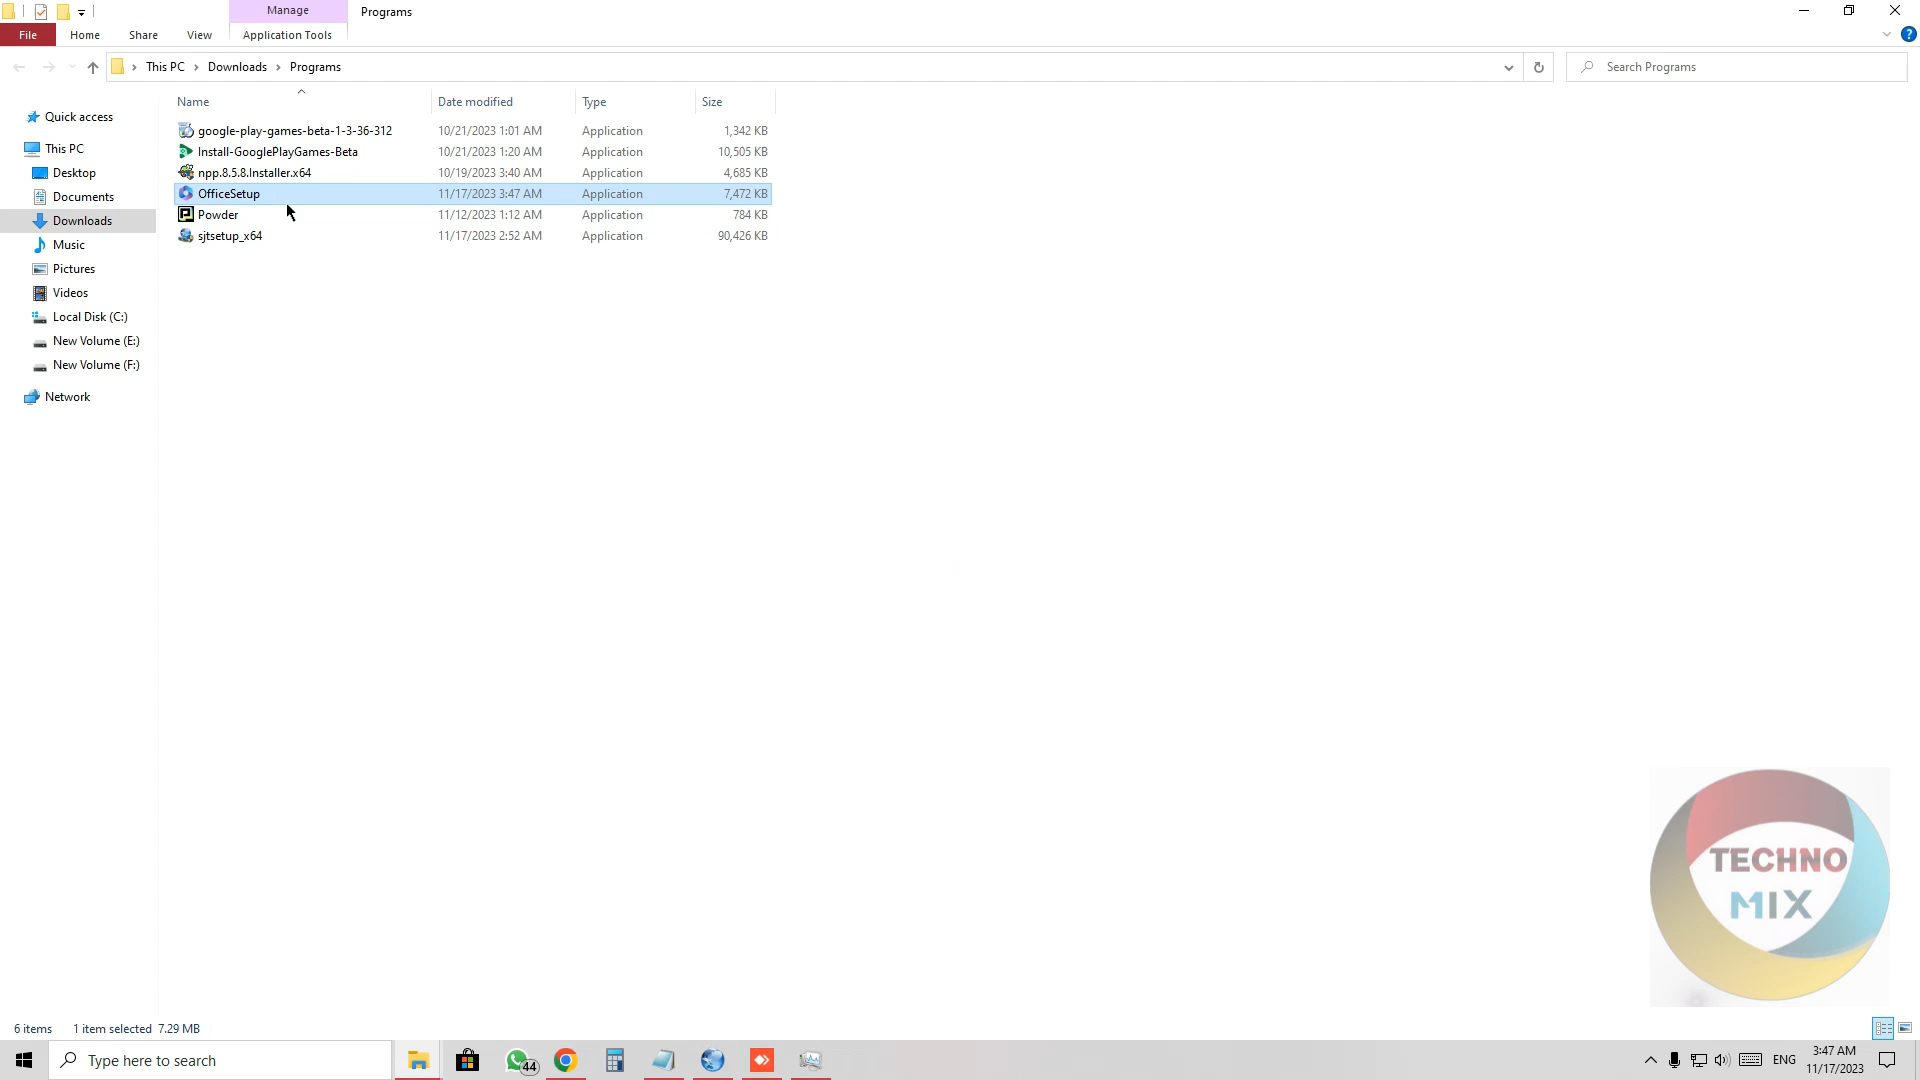 Manage
Programs
File
Home
Share
View
Application Tools
This PC
Downloads
Programs
Search Programs
Name
Date modified
Type
Size
Quick access
This PC
Desktop
Documents
Downloads
Music
Pictures
Videos
Local Disk (C:)
New Volume (E:)
New Volume (F:)
Network
google-play-games-beta-1-3-36-312 10/21/2023 1:01 AM Application 1,342 KB
Install-GooglePlayGames-Beta 10/21/2023 1:20 AM Application 10,505 KB
npp.8.5.8.Installer.x64 10/19/2023 3:40 AM Application 4,685 KB
OfficeSetup 11/17/2023 3:47 AM Application 7,472 KB
Powder 11/12/2023 1:12 AM Application 784 KB
sjtsetup_x64 11/17/2023 2:52 AM Application 90,426 KB
TECHNO
MIX
6 items 1 item selected 7.29 MB
Type here to search
44
ENG
3:47 AM
11/17/2023